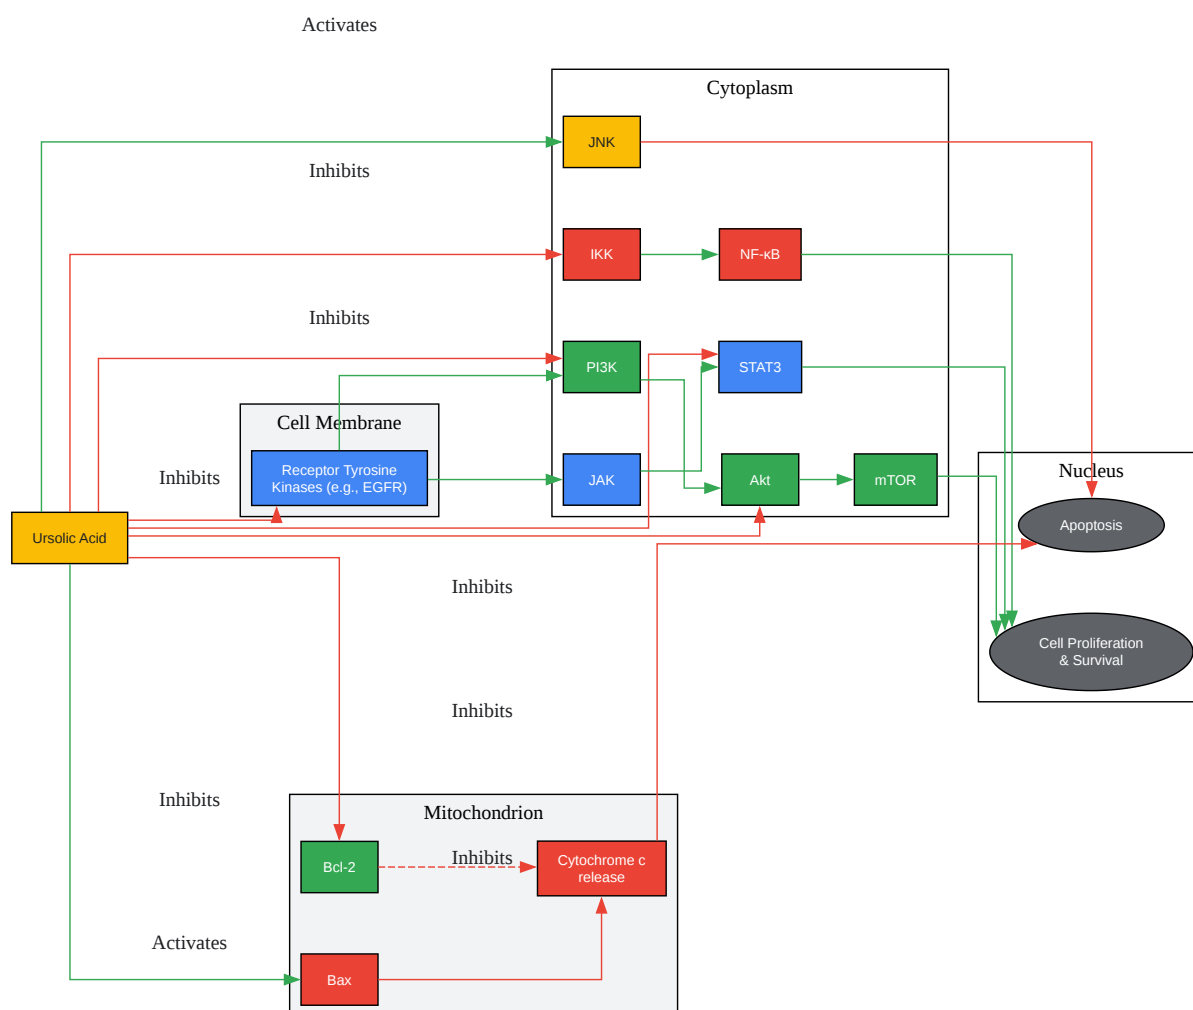 Activates
Cytoplasm
JNK
Inhibits
IKK
NF-κB
Inhibits
PI3K
STAT3
Cell Membrane
Receptor Tyrosine
Kinases (e.g., EGFR)
JAK
Akt
mTOR
Nucleus
Inhibits
Ursolic Acid
Apoptosis
Inhibits
Cell Proliferation
& Survival
Inhibits
Inhibits
Mitochondrion
Bcl-2
Inhibits
Cytochrome c
release
Activates
Bax